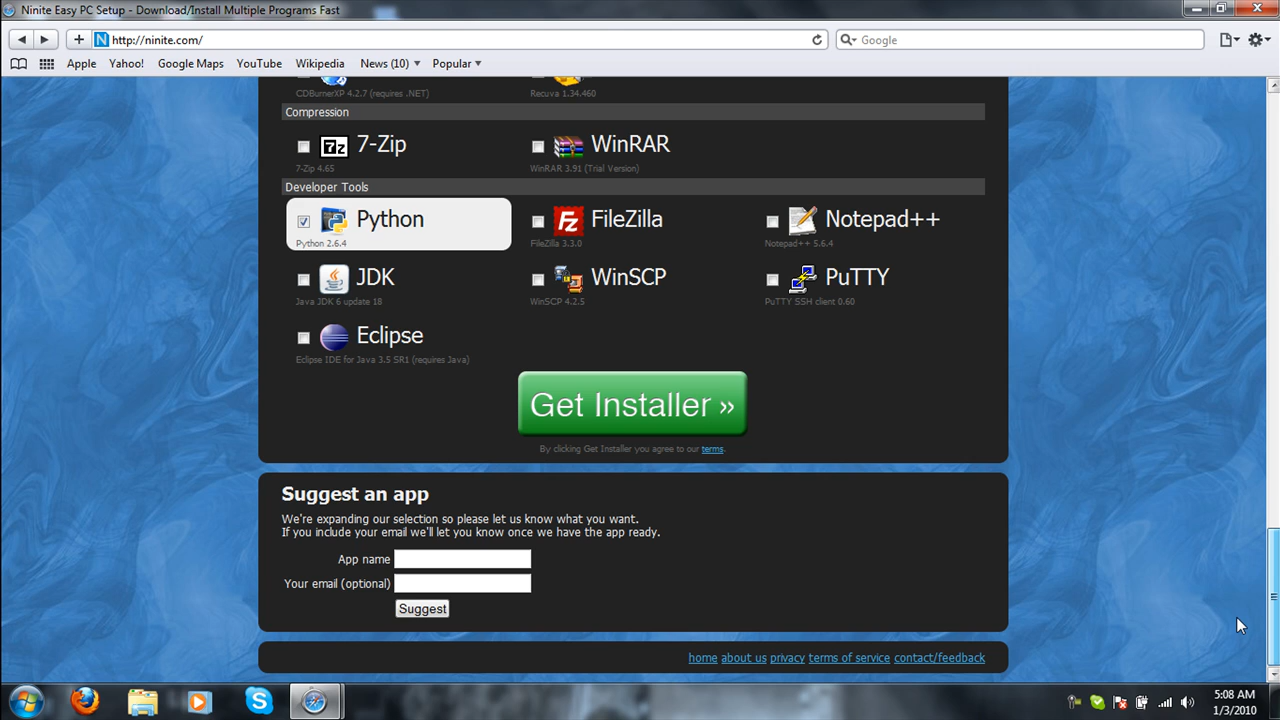 Ninite Easy PC Setup - Download/Install Multiple Programs Fast
http://ninite.com/
Google
Apple Yahoo! Google Maps YouTube Wikipedia News (10) Popular
CDBurnerXP 4.2.7 (requires .NET) Recuva 1.34.460
Compression
7z 7-Zip WinRAR
7-Zip 4.65 WinRAR 3.91 (Trial Version)
Developer Tools
Python Fz FileZilla Notepad++
Python 2.6.4 FileZilla 3.3.0 Notepad++ 5.6.4
JDK WinSCP PuTTY
Java JDK 6 update 18 WinSCP 4.2.5 PuTTY SSH client 0.60
Eclipse
Eclipse IDE for Java 3.5 SR1 (requires Java)
Get Installer »
By clicking Get Installer you agree to our terms.
Suggest an app
We're expanding our selection so please let us know what you want.
If you include your email we'll let you know once we have the app ready.
App name
Your email (optional)
Suggest
home about us privacy terms of service contact/feedback
5:08 AM
1/3/2010